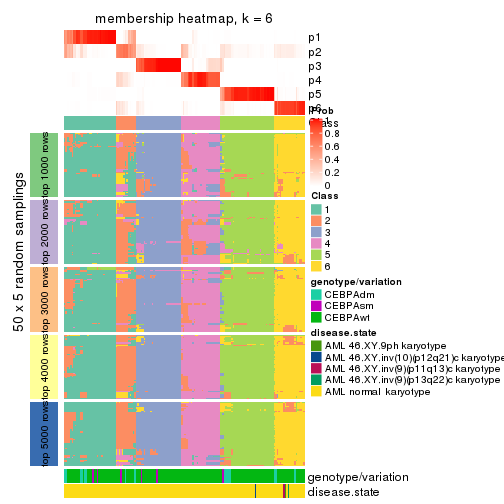 membership heatmap, k = 6
p1
p2
p3
p4
p5
p6
Prob
1
0.8
0.6
0.4
0.2
0
Class
Class
1
2
3
4
5
6
genotype/variation
CEBPAdm
CEBPAsm
CEBPAwt
disease.state
AML 46.XY.9ph karyotype
AML 46.XY.inv(10)(p12q21)c karyotype
AML 46.XY.inv(9)(p11q13)c karyotype
AML 46.XY.inv(9)(p13q22)c karyotype
AML normal karyotype
50 x 5 random samplings
top 1000 rows
top 2000 rows
top 3000 rows
top 4000 rows
top 5000 rows
genotype/variation
disease.state